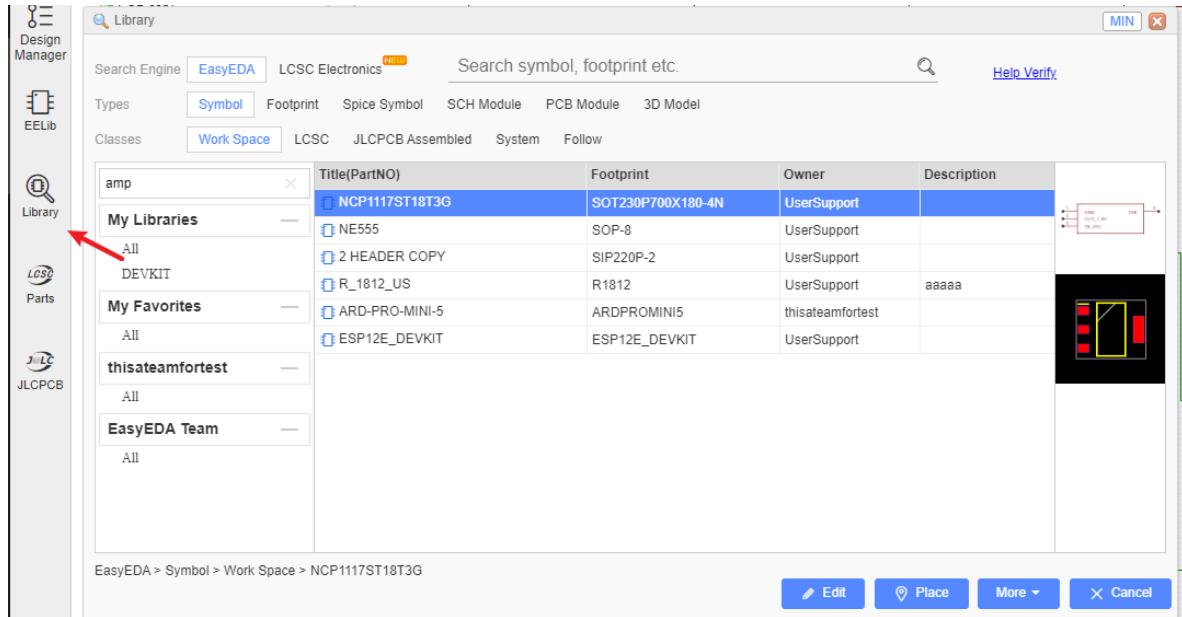 Design
Manager
EELib
Library
LCSC
Parts
JLCPCB
Library
MIN
Search Engine EasyEDA LCSC Electronics NEW Search symbol, footprint etc. Help Verify
Types Symbol Footprint Spice Symbol SCH Module PCB Module 3D Model
Classes Work Space LCSC JLCPCB Assembled System Follow
amp
My Libraries
All
DEVKIT
My Favorites
All
thisateamfortest
All
EasyEDA Team
All
Title(PartNO) Footprint Owner Description
NCP1117ST18T3G SOT230P700X180-4N UserSupport
NE555 SOP-8 UserSupport
2 HEADER COPY SIP220P-2 UserSupport
R_1812_US R1812 UserSupport aaaaa
ARD-PRO-MINI-5 ARDPROMINI5 thisateamfortest
ESP12E_DEVKIT ESP12E_DEVKIT UserSupport
EasyEDA > Symbol > Work Space > NCP1117ST18T3G
Edit Place More Cancel